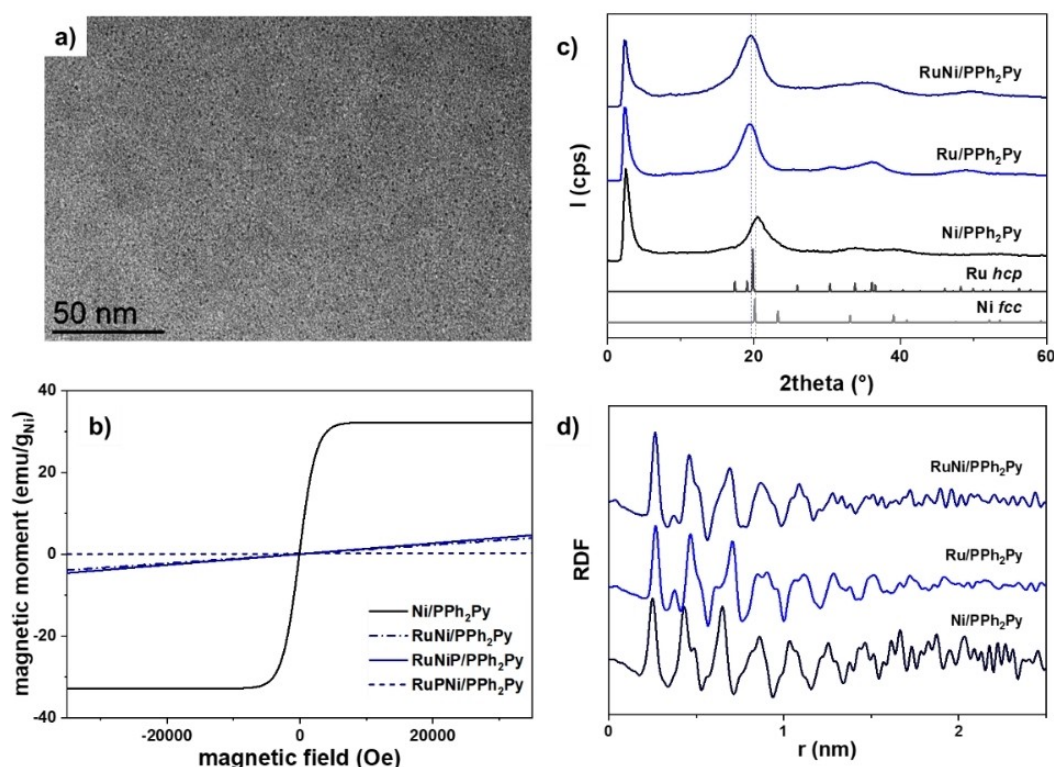 a)
50 nm
c)
I (cps)
RuNi/PPh₂Py
Ru/PPh₂Py
Ni/PPh₂Py
Ru hcp
Ni fcc
0 20 40 60
2theta (°)
b)
magnetic moment (emu/gNi)
40
20
0
-20
-40
Ni/PPh₂Py
RuNi/PPh₂Py
RuNiP/PPh₂Py
RuPNi/PPh₂Py
-20000 0 20000
magnetic field (Oe)
d)
RDF
RuNi/PPh₂Py
Ru/PPh₂Py
Ni/PPh₂Py
0 1 2
r (nm)